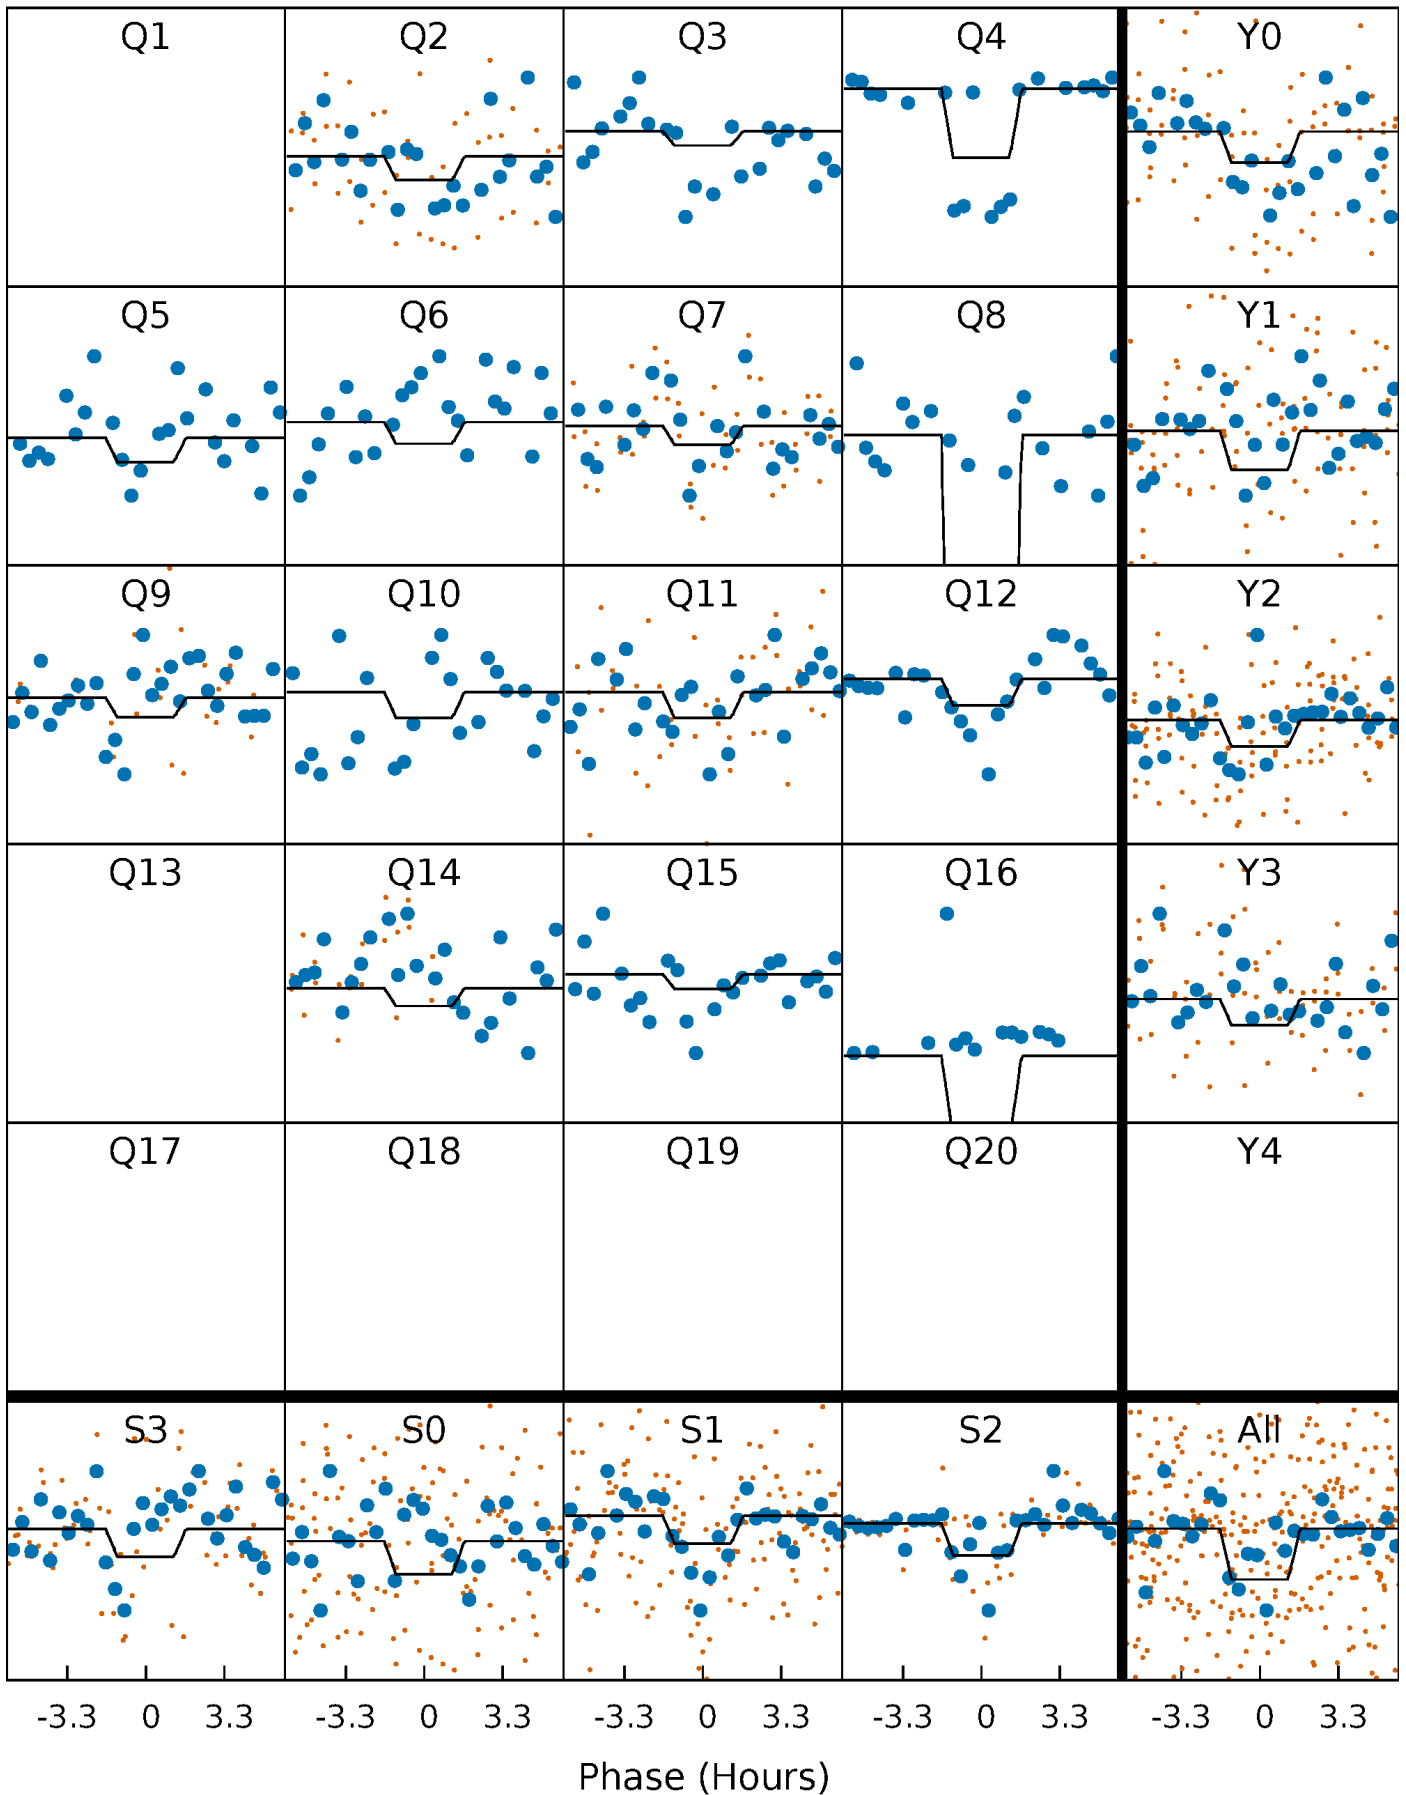 Q1 Q2 Q3 Q4 Y0
Q5 Q6 Q7 Q8 Y1
Q9 Q10 Q11 Q12 Y2
Q13 Q14 Q15 Q16 Y3
Q17 Q18 Q19 Q20 Y4
S3 S0 S1 S2 All
-3.3 0 3.3 -3.3 0 3.3 -3.3 0 3.3 -3.3 0 3.3 -3.3 0 3.3
Phase (Hours)